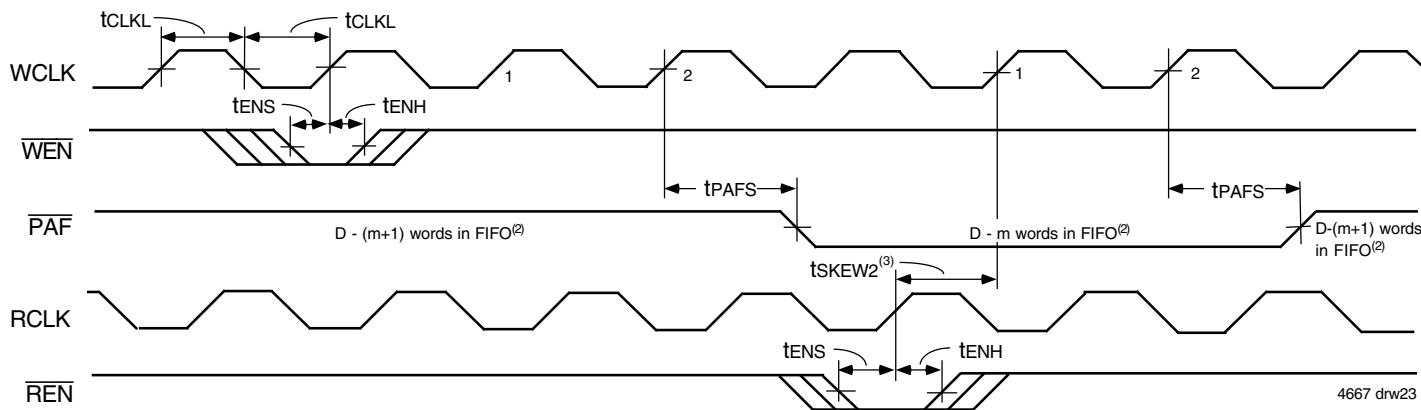 tCLKL tCLKL
WCLK 1 2 1 2
tENS tENH
WEN
tPAFS tPAFS
PAF D - (m+1) words in FIFO(2) D - m words in FIFO(2) D-(m+1) words
in FIFO(2)
tSKEW2(3)
RCLK
tENS tENH
REN 4667 drw23